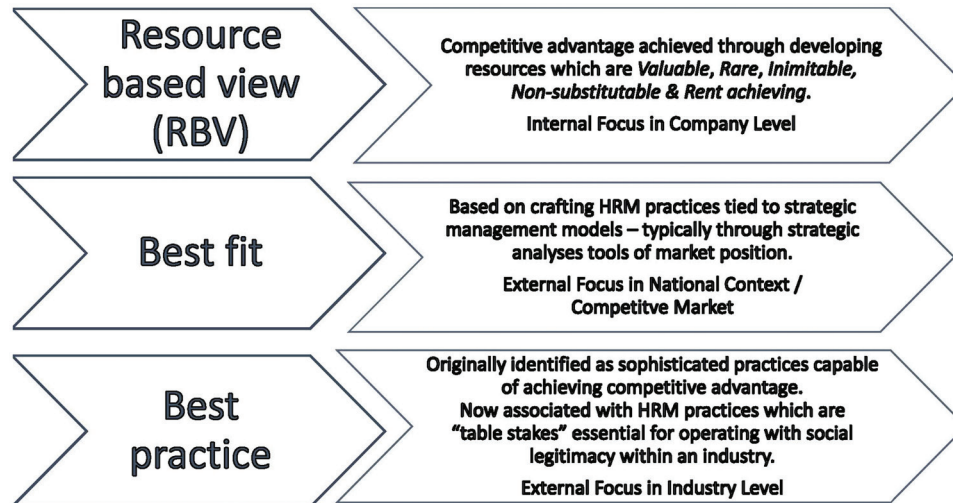 Resource
based view
(RBV)
Competitive advantage achieved through developing
resources which are Valuable, Rare, Inimitable,
Non-substitutable & Rent achieving.
Internal Focus in Company Level
Best fit
Based on crafting HRM practices tied to strategic
management models – typically through strategic
analyses tools of market position.
External Focus in National Context /
Competitve Market
Best
practice
Originally identified as sophisticated practices capable
of achieving competitive advantage.
Now associated with HRM practices which are
“table stakes” essential for operating with social
legitimacy within an industry.
External Focus in Industry Level